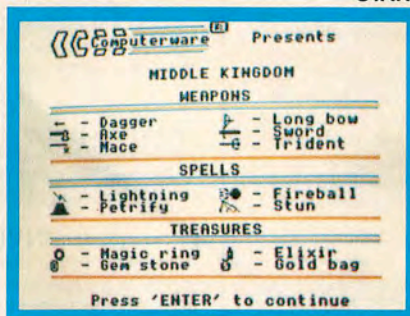 Computerware Presents
MIDDLE KINGDOM
WEAPONS
- Dagger - Long bow
- Axe - Sword
- Mace - Trident
SPELLS
- Lightning - Fireball
- Petrify - Stun
TREASURES
- Magic ring - Elixir
- Gem stone - Gold bag
Press 'ENTER' to continue